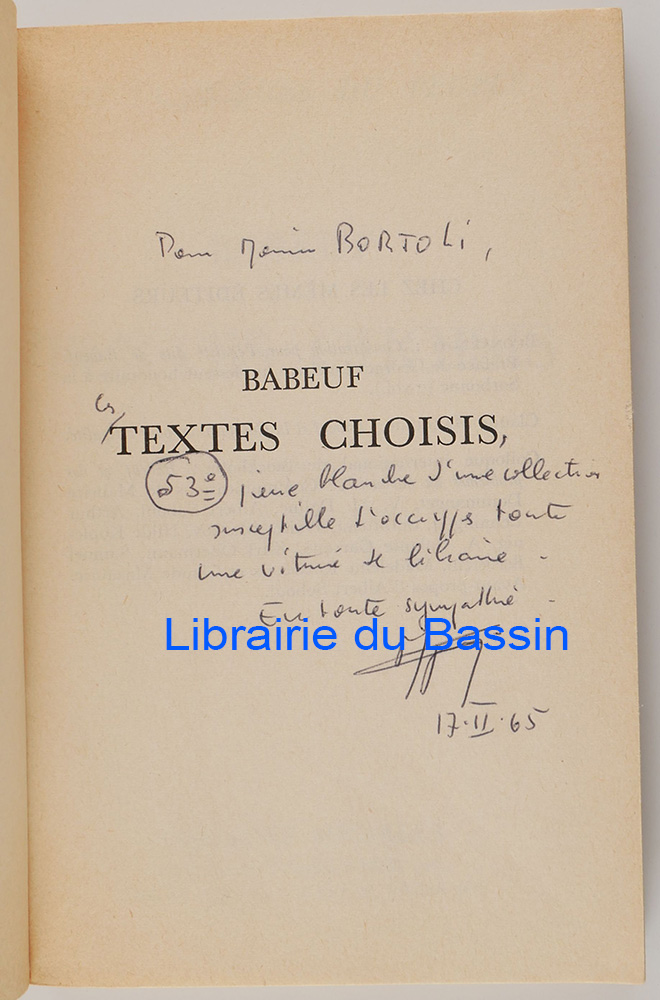 Pour Monsieur BORTOLI,
BABEUF
Ces
TEXTES CHOISIS,
53e pierre blanche d'une collection
susceptible d'occuper toute
une vitrine de librairie -
En toute sympathie -
Librairie du Bassin
17.II.65